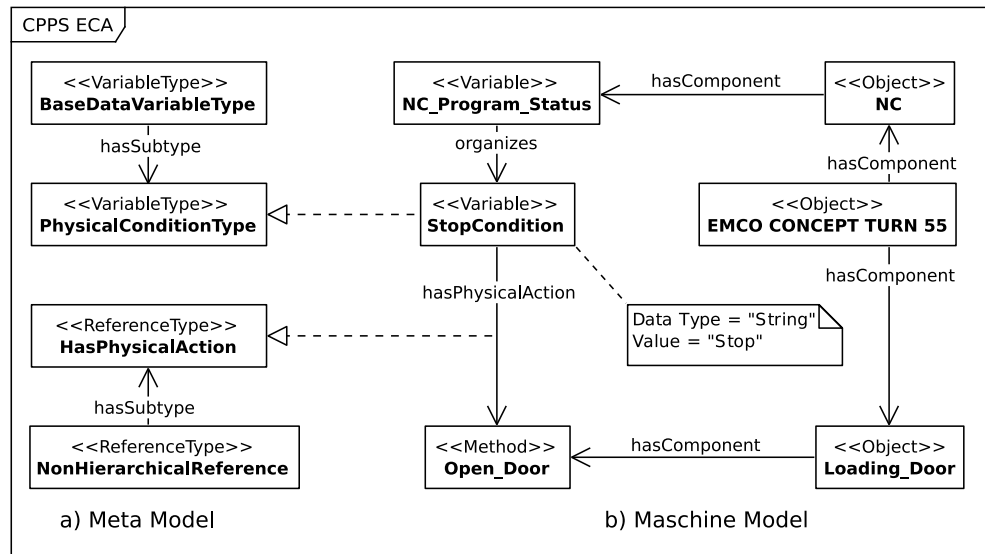 CPPS ECA
<<VariableType>>
BaseDataVariableType
hasSubtype
<<VariableType>>
PhysicalConditionType
<<ReferenceType>>
HasPhysicalAction
hasSubtype
<<ReferenceType>>
NonHierarchicalReference
a) Meta Model
<<Variable>>
NC_Program_Status
hasComponent
<<Object>>
NC
organizes
hasComponent
<<Variable>>
StopCondition
<<Object>>
EMCO CONCEPT TURN 55
hasPhysicalAction
hasComponent
Data Type = "String"
Value = "Stop"
<<Method>>
Open_Door
hasComponent
<<Object>>
Loading_Door
b) Maschine Model